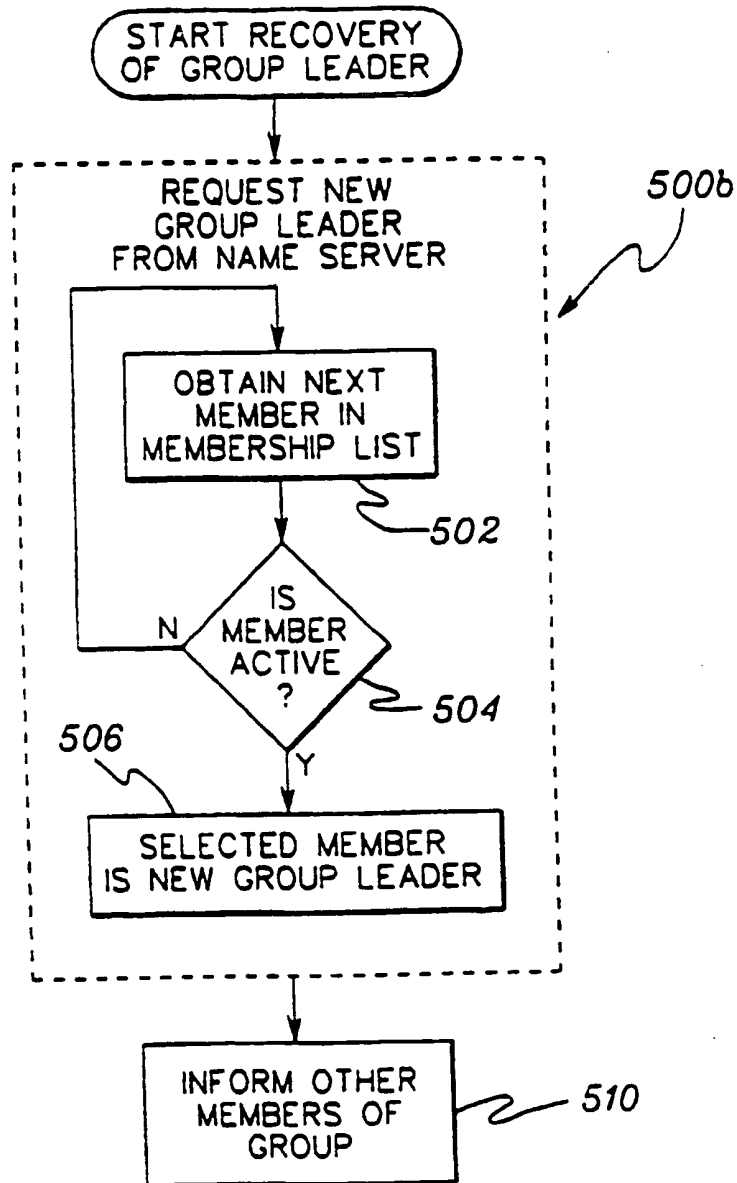 START RECOVERY
OF GROUP LEADER
REQUEST NEW
GROUP LEADER
FROM NAME SERVER
500b
OBTAIN NEXT
MEMBER IN
MEMBERSHIP LIST
502
IS
MEMBER
ACTIVE
?
N
504
Y
506
SELECTED MEMBER
IS NEW GROUP LEADER
INFORM OTHER
MEMBERS OF
GROUP
510